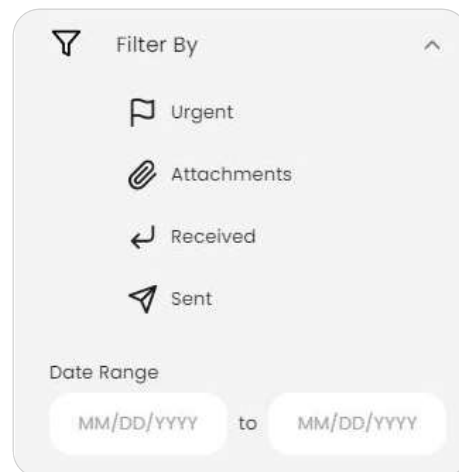 Filter By
Urgent
Attachments
Received
Sent
Date Range
MM/DD/YYYY to MM/DD/YYYY